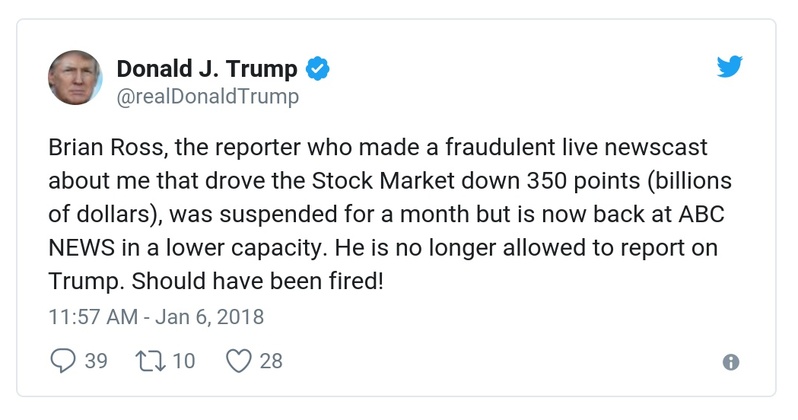 Donald J. Trump
@realDonaldTrump
Brian Ross, the reporter who made a fraudulent live newscast
about me that drove the Stock Market down 350 points (billions
of dollars), was suspended for a month but is now back at ABC
NEWS in a lower capacity. He is no longer allowed to report on
Trump. Should have been fired!
11:57 AM - Jan 6, 2018
39 10 28